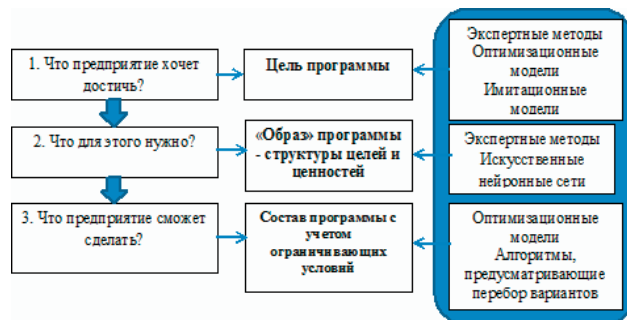 1. Что предприятие хочет
достичь?
Цель программы
Экспертные методы
Оптимизационные
модели
Имитационные
модели
2. Что для этого нужно?
«Образ» программы
- структуры целей и
ценностей
Экспертные методы
Искусственные
нейронные сети
3. Что предприятие сможет
сделать?
Состав программы с
учетом
ограничивающих
условий
Оптимизационные
модели
Алгоритмы,
предусматривающие
перебор вариантов